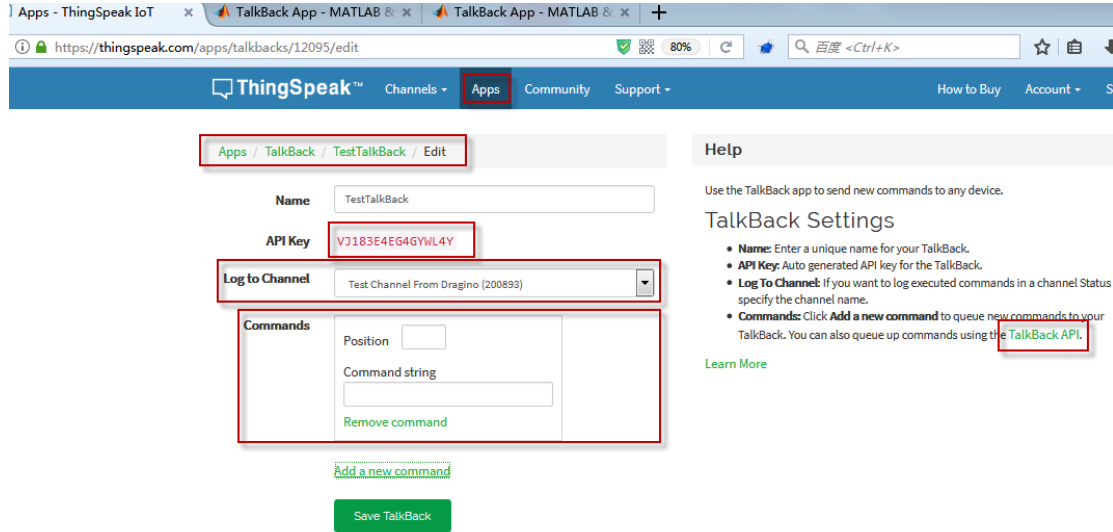 Apps - ThingSpeak IoT × TalkBack App - MATLAB & × TalkBack App - MATLAB & × +
https://thingspeak.com/apps/talkbacks/12095/edit 80% 百度 <Ctrl+K>
ThingSpeak™ Channels Apps Community Support How to Buy Account
Apps / TalkBack / TestTalkBack / Edit
Name TestTalkBack
API Key VJ183E4EG4GYWL4Y
Log to Channel Test Channel From Dragino (200893)
Commands
Position
Command string
Remove command
Add a new command
Save TalkBack
Help
Use the TalkBack app to send new commands to any device.
TalkBack Settings
• Name: Enter a unique name for your TalkBack.
• API Key: Auto generated API key for the TalkBack.
• Log To Channel: If you want to log executed commands in a channel Status
specify the channel name.
• Commands: Click Add a new command to queue new commands to your
TalkBack. You can also queue up commands using the TalkBack API.
Learn More